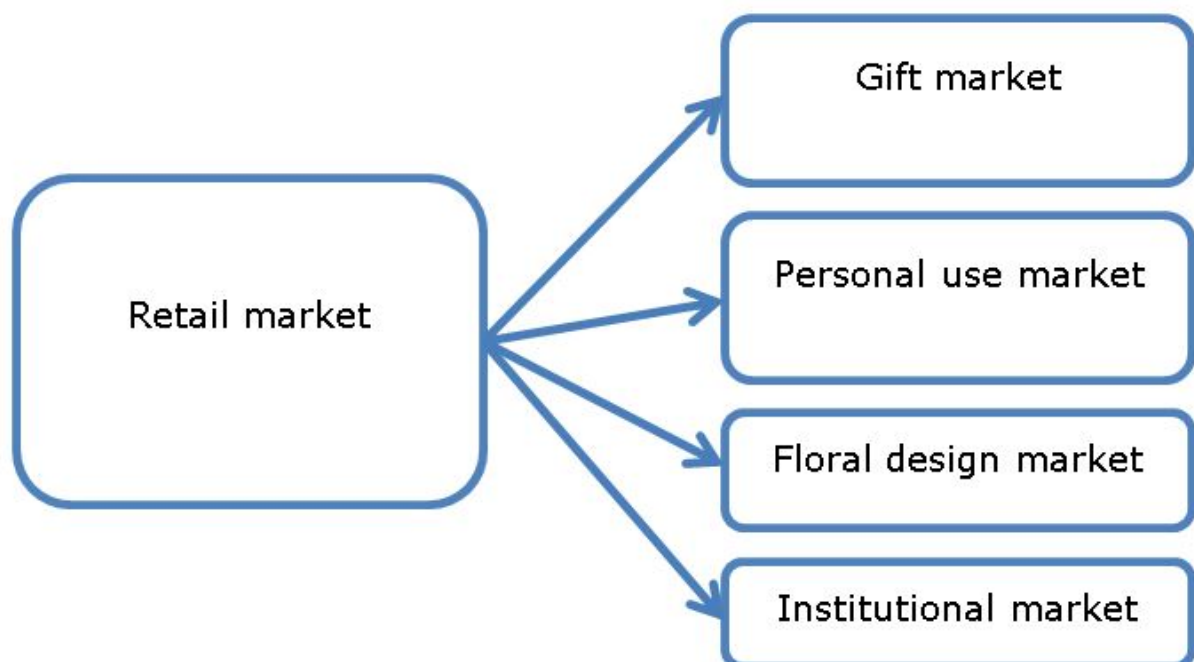 Retail market
Gift market
Personal use market
Floral design market
Institutional market